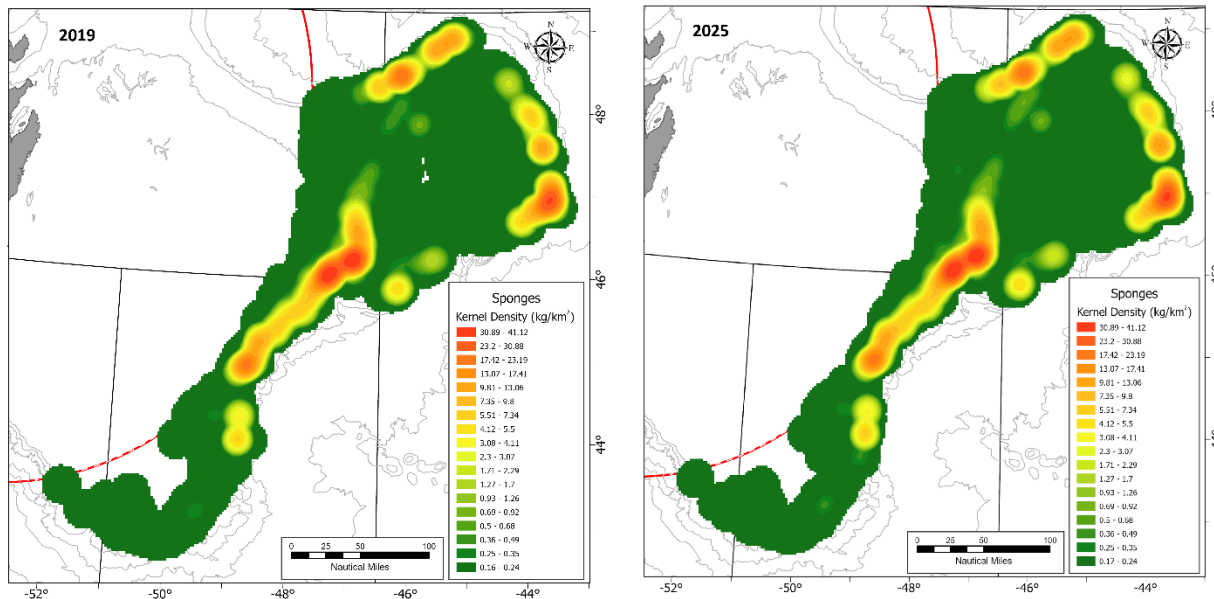 2019
N
W E
S
48°
46°
44°
Sponges
Kernel Density (kg/km²)
30.89 - 41.12
23.2 - 30.88
17.42 - 23.19
13.07 - 17.41
9.81 - 13.06
7.35 - 9.8
5.51 - 7.34
4.12 - 5.5
3.08 - 4.11
2.3 - 3.07
1.71 - 2.29
1.27 - 1.7
0.93 - 1.26
0.69 - 0.92
0.5 - 0.68
0.36 - 0.49
0.25 - 0.35
0.16 - 0.24
0 25 50 100
Nautical Miles
-52° -50° -48° -46° -44°
2025
N
W E
S
48°
Sponges
Kernel Density (kg/km²)
30.89 - 41.12
23.2 - 30.88
17.42 - 23.19
13.07 - 17.41
9.81 - 13.06
7.35 - 9.8
5.51 - 7.34
4.12 - 5.5
3.08 - 4.11
2.3 - 3.07
1.71 - 2.29
1.27 - 1.7
0.93 - 1.26
0.69 - 0.92
0.5 - 0.68
0.36 - 0.49
0.25 - 0.35
0.17 - 0.24
0 25 50 100
Nautical Miles
-52° -50° -48° -46° -44°